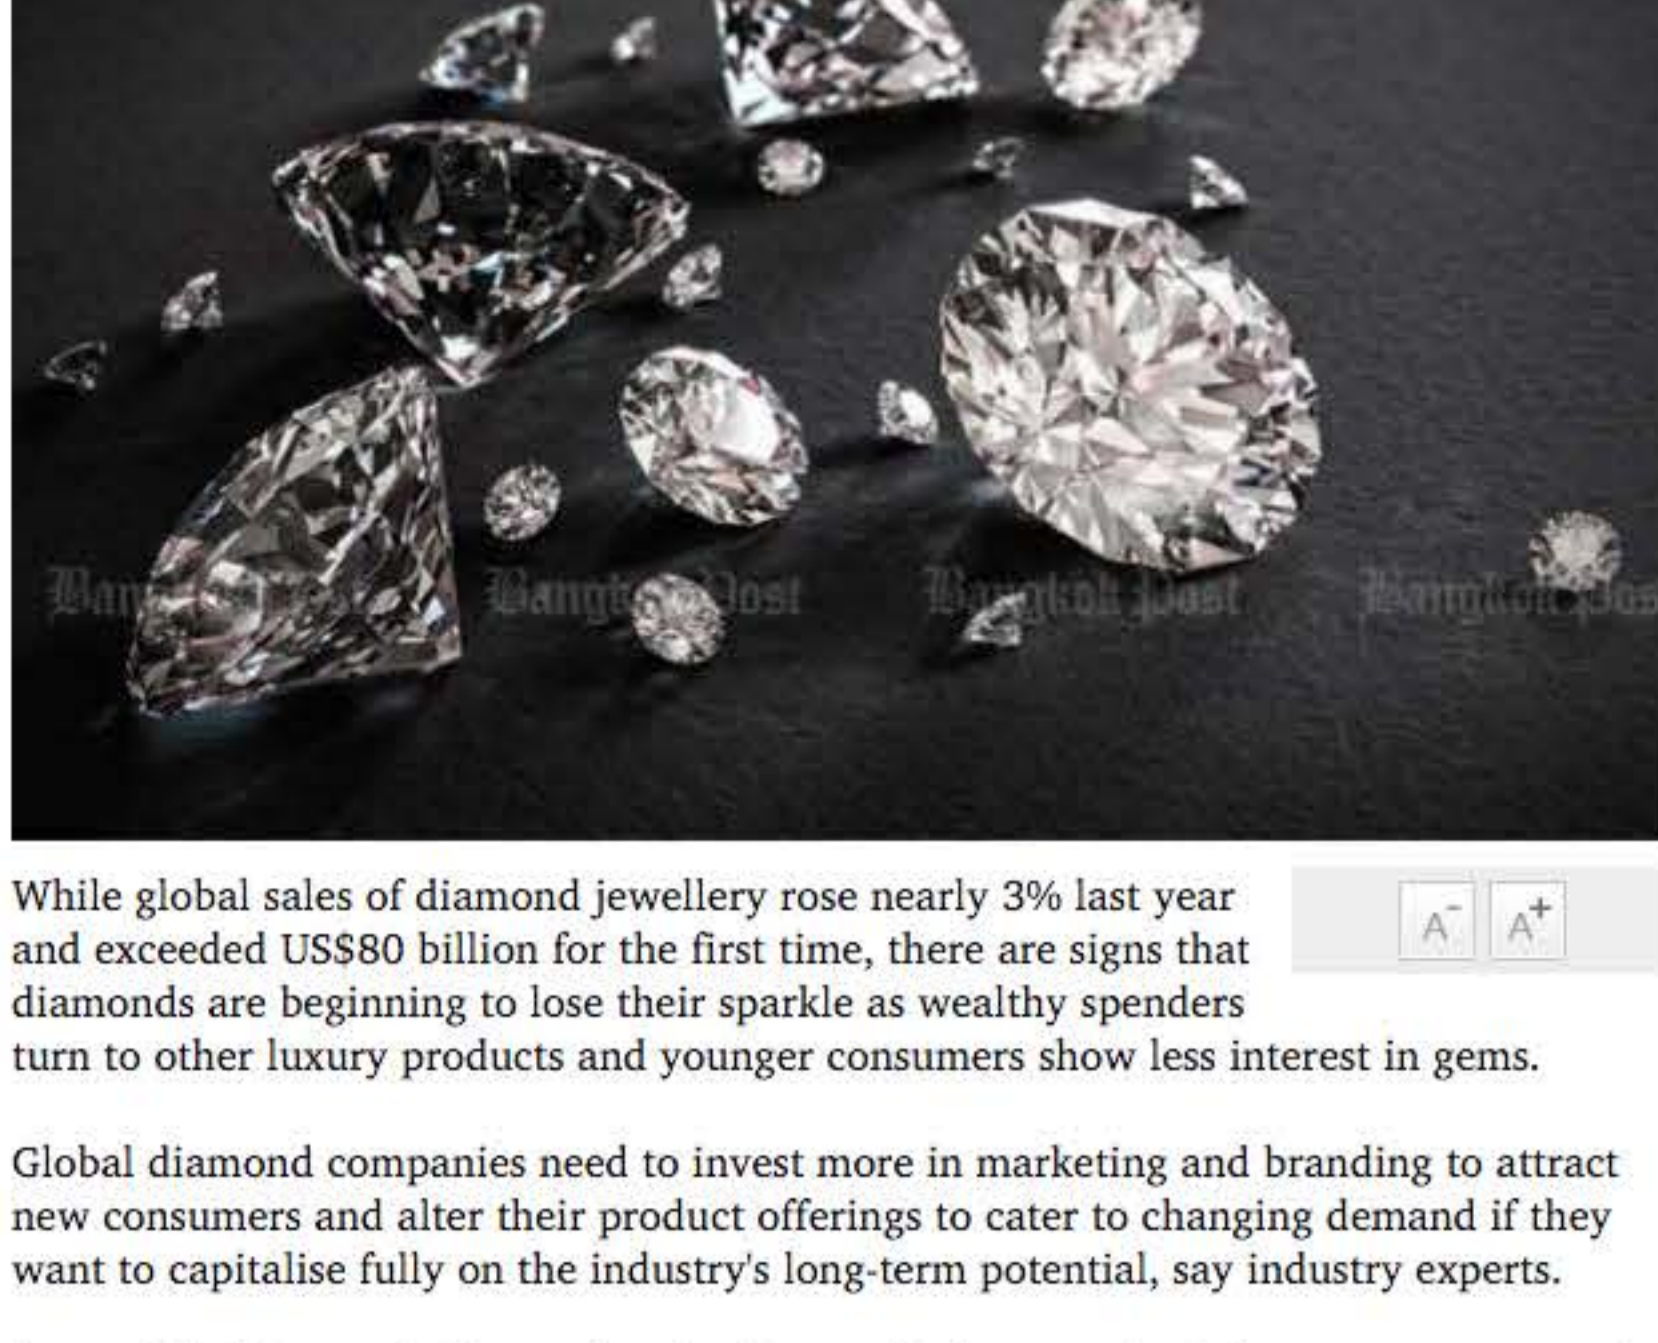 Bangkok Post Bangkok Post Bangkok Post Bangkok Pos
While global sales of diamond jewellery rose nearly 3% last year
A- A+
and exceeded US$80 billion for the first time, there are signs that
diamonds are beginning to lose their sparkle as wealthy spenders
turn to other luxury products and younger consumers show less interest in gems.
Global diamond companies need to invest more in marketing and branding to attract
new consumers and alter their product offerings to cater to changing demand if they
want to capitalise fully on the industry's long-term potential, say industry experts.